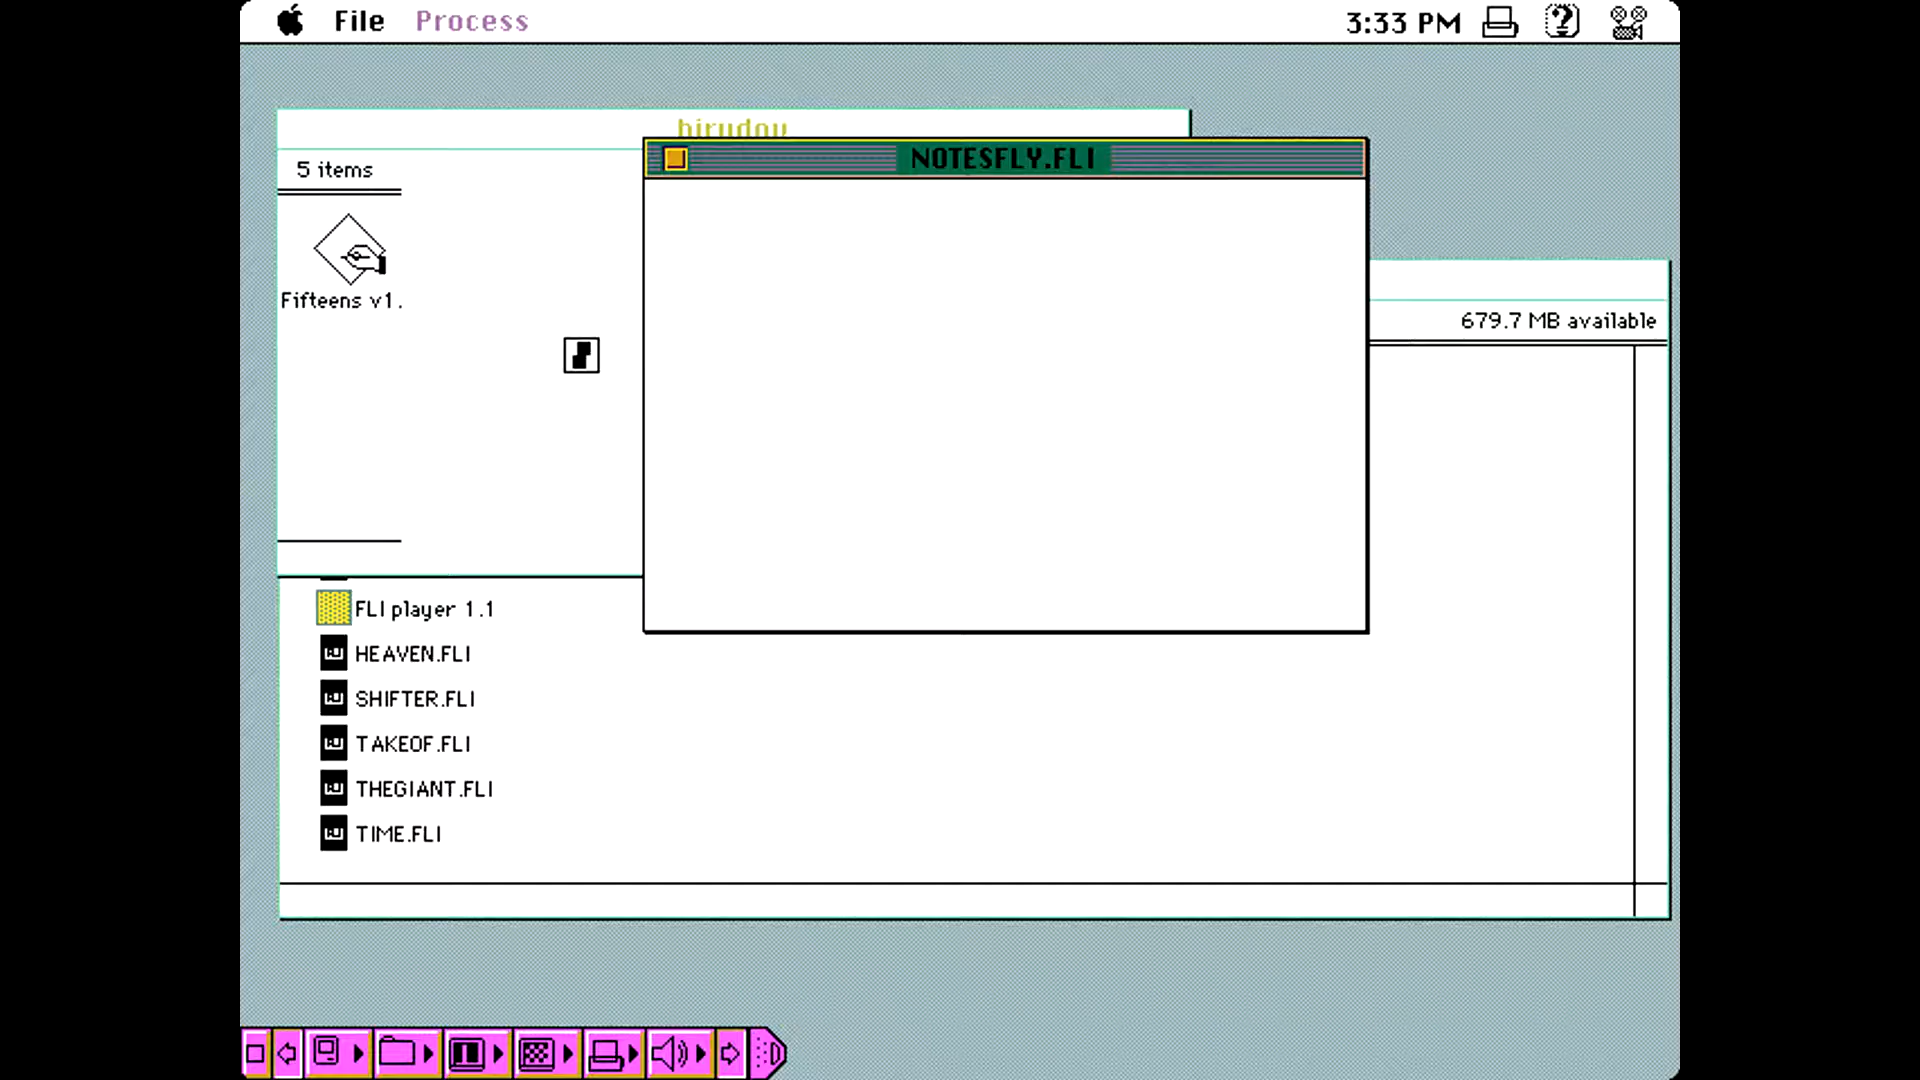 File Process 3:33 PM
hirudou
NOTESFLY.FLI
5 items
Fifteens v1.
679.7 MB available
FLI player 1.1
HEAVEN.FLI
SHIFTER.FLI
TAKEOF.FLI
THEGIANT.FLI
TIME.FLI